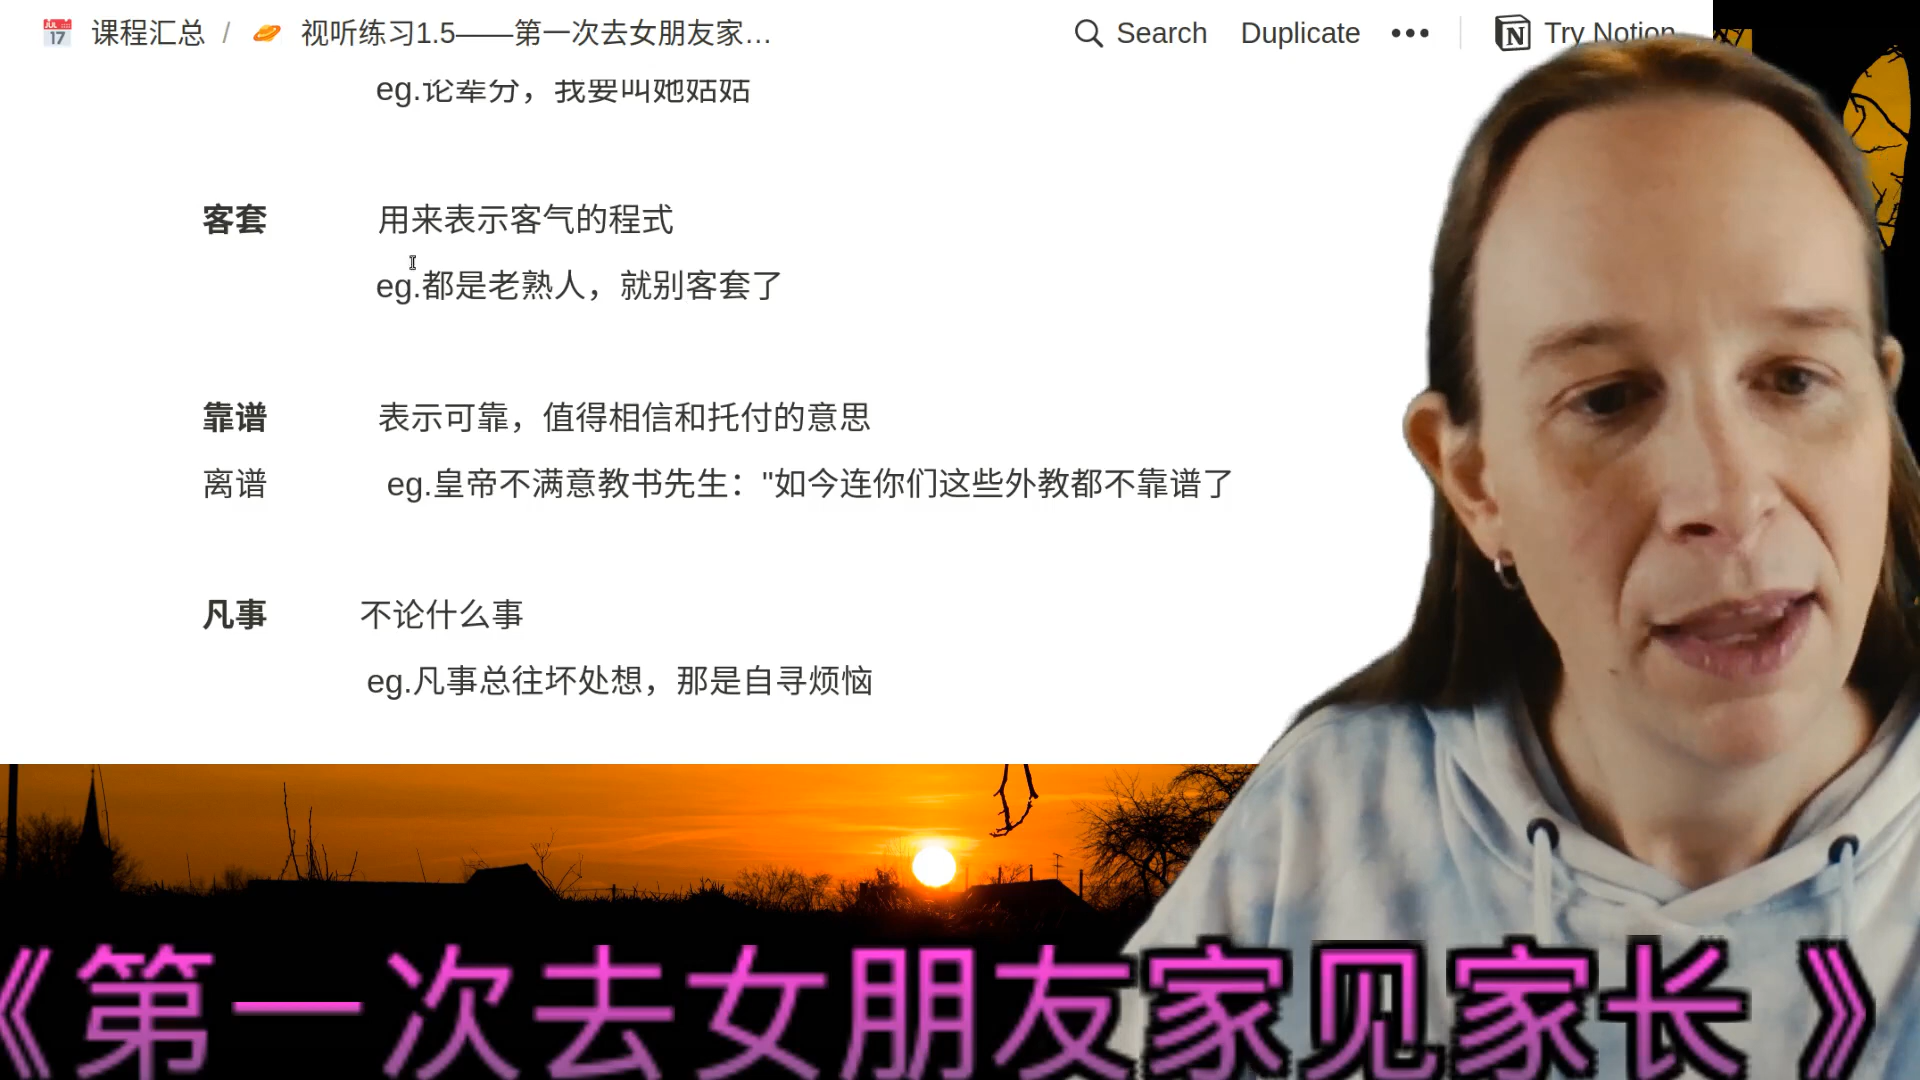 课程汇总 / 视听练习1.5——第一次去女朋友家… Search Duplicate ••• Try Notion
eg.论辈分，我要叫她姑姑
客套 用来表示客气的程式
eg.都是老熟人，就别客套了
靠谱 表示可靠，值得相信和托付的意思
离谱 eg.皇帝不满意教书先生："如今连你们这些外教都不靠谱了
凡事 不论什么事
eg.凡事总往坏处想，那是自寻烦恼
《第一次去女朋友家见家长》